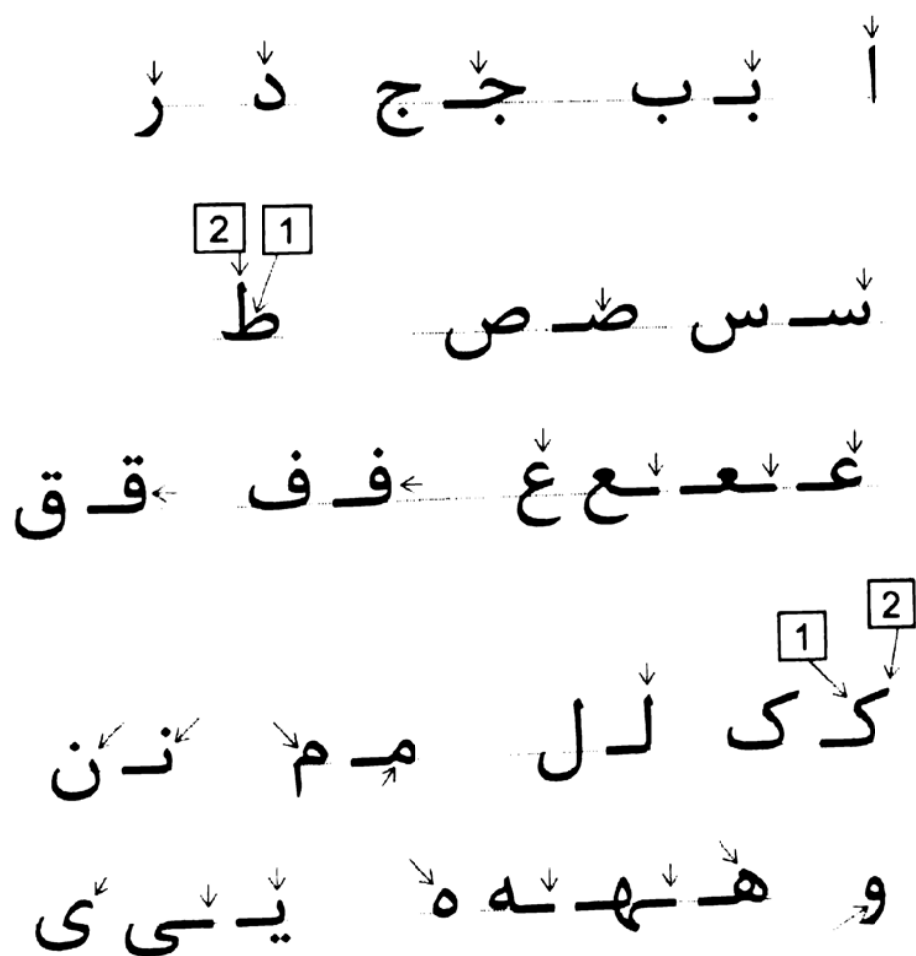 ا بـ ب جـ ج د ر
2 1
سـ س صـ ص ط
عـ ـعـ ـع ع فـ ف قـ ق
1 2
کـ ک لـ ل مـ م نـ ن
و هـ ـهـ ـه ه یـ ـی ی